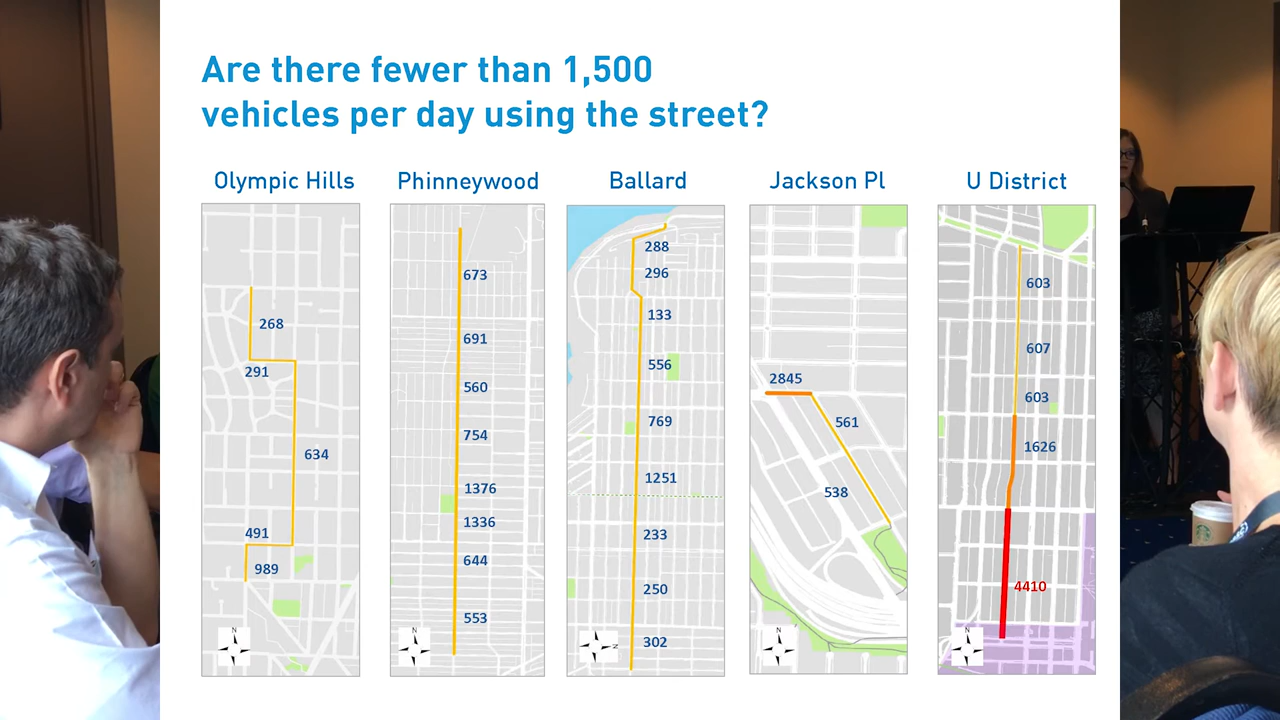 Are there fewer than 1,500
vehicles per day using the street?
Olympic Hills
268
291
634
491
989
N
Phinneywood
673
691
560
754
1376
1336
644
553
N
Ballard
288
296
133
556
769
1251
233
250
302
N
Jackson Pl
2845
561
538
N
U District
603
607
603
1626
4410
N